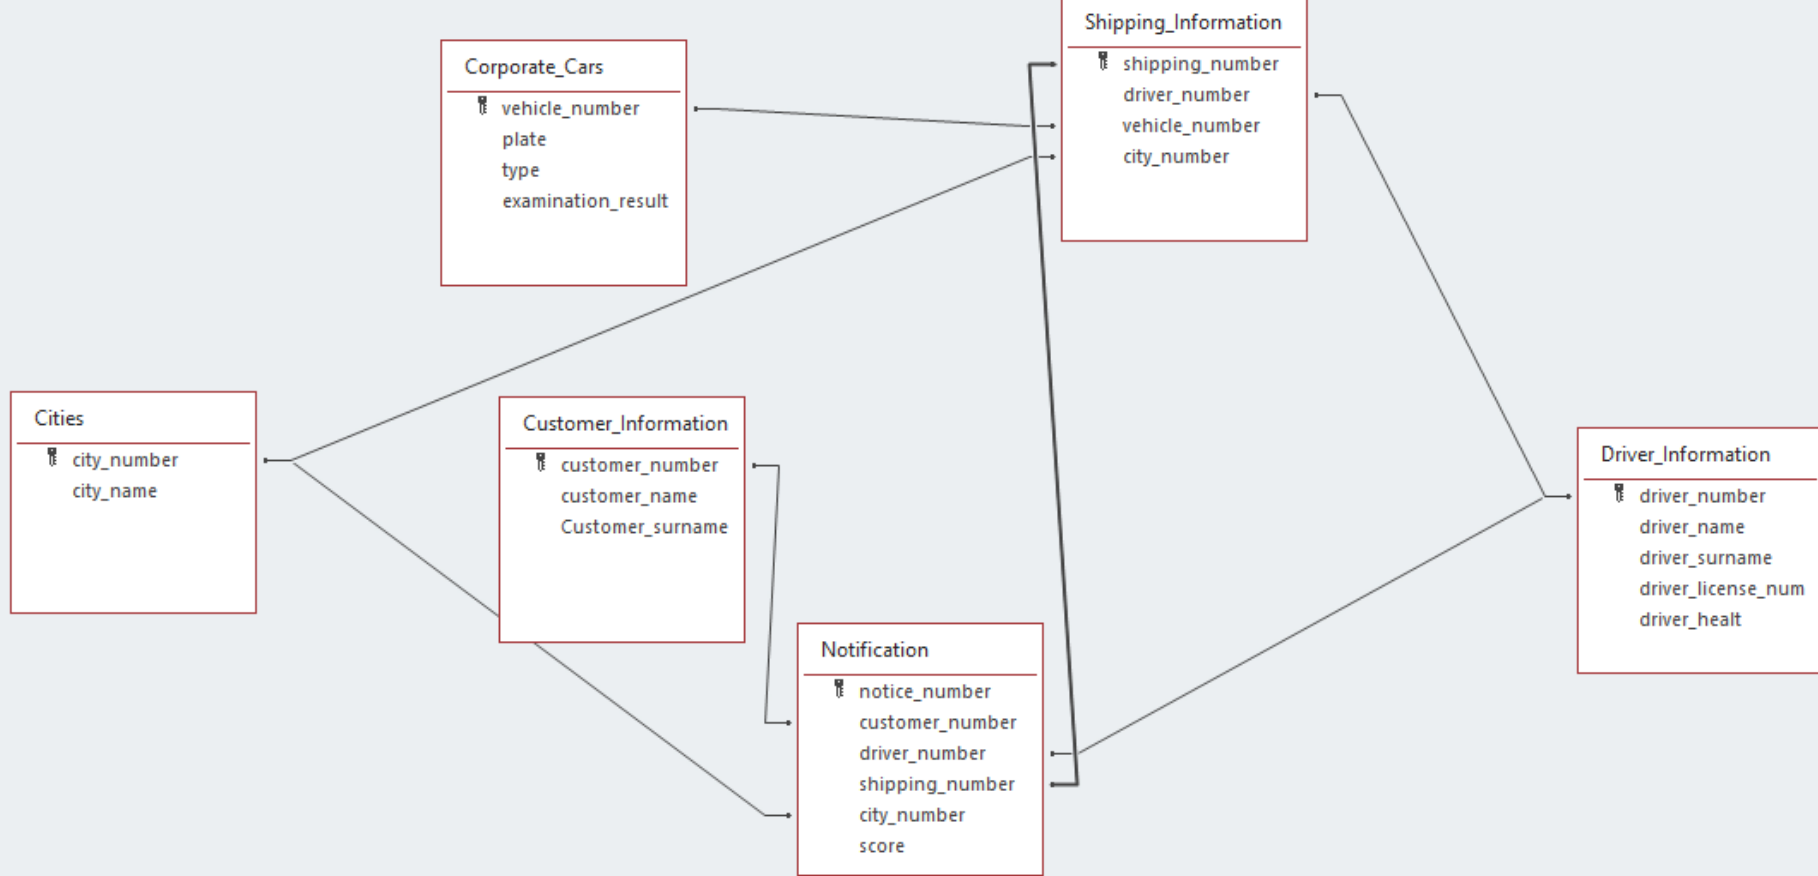 Shipping_Information
shipping_number
driver_number
vehicle_number
city_number
Corporate_Cars
vehicle_number
plate
type
examination_result
Cities
city_number
city_name
Customer_Information
customer_number
customer_name
Customer_surname
Driver_Information
driver_number
driver_name
driver_surname
driver_license_num
driver_healt
Notification
notice_number
customer_number
driver_number
shipping_number
city_number
score